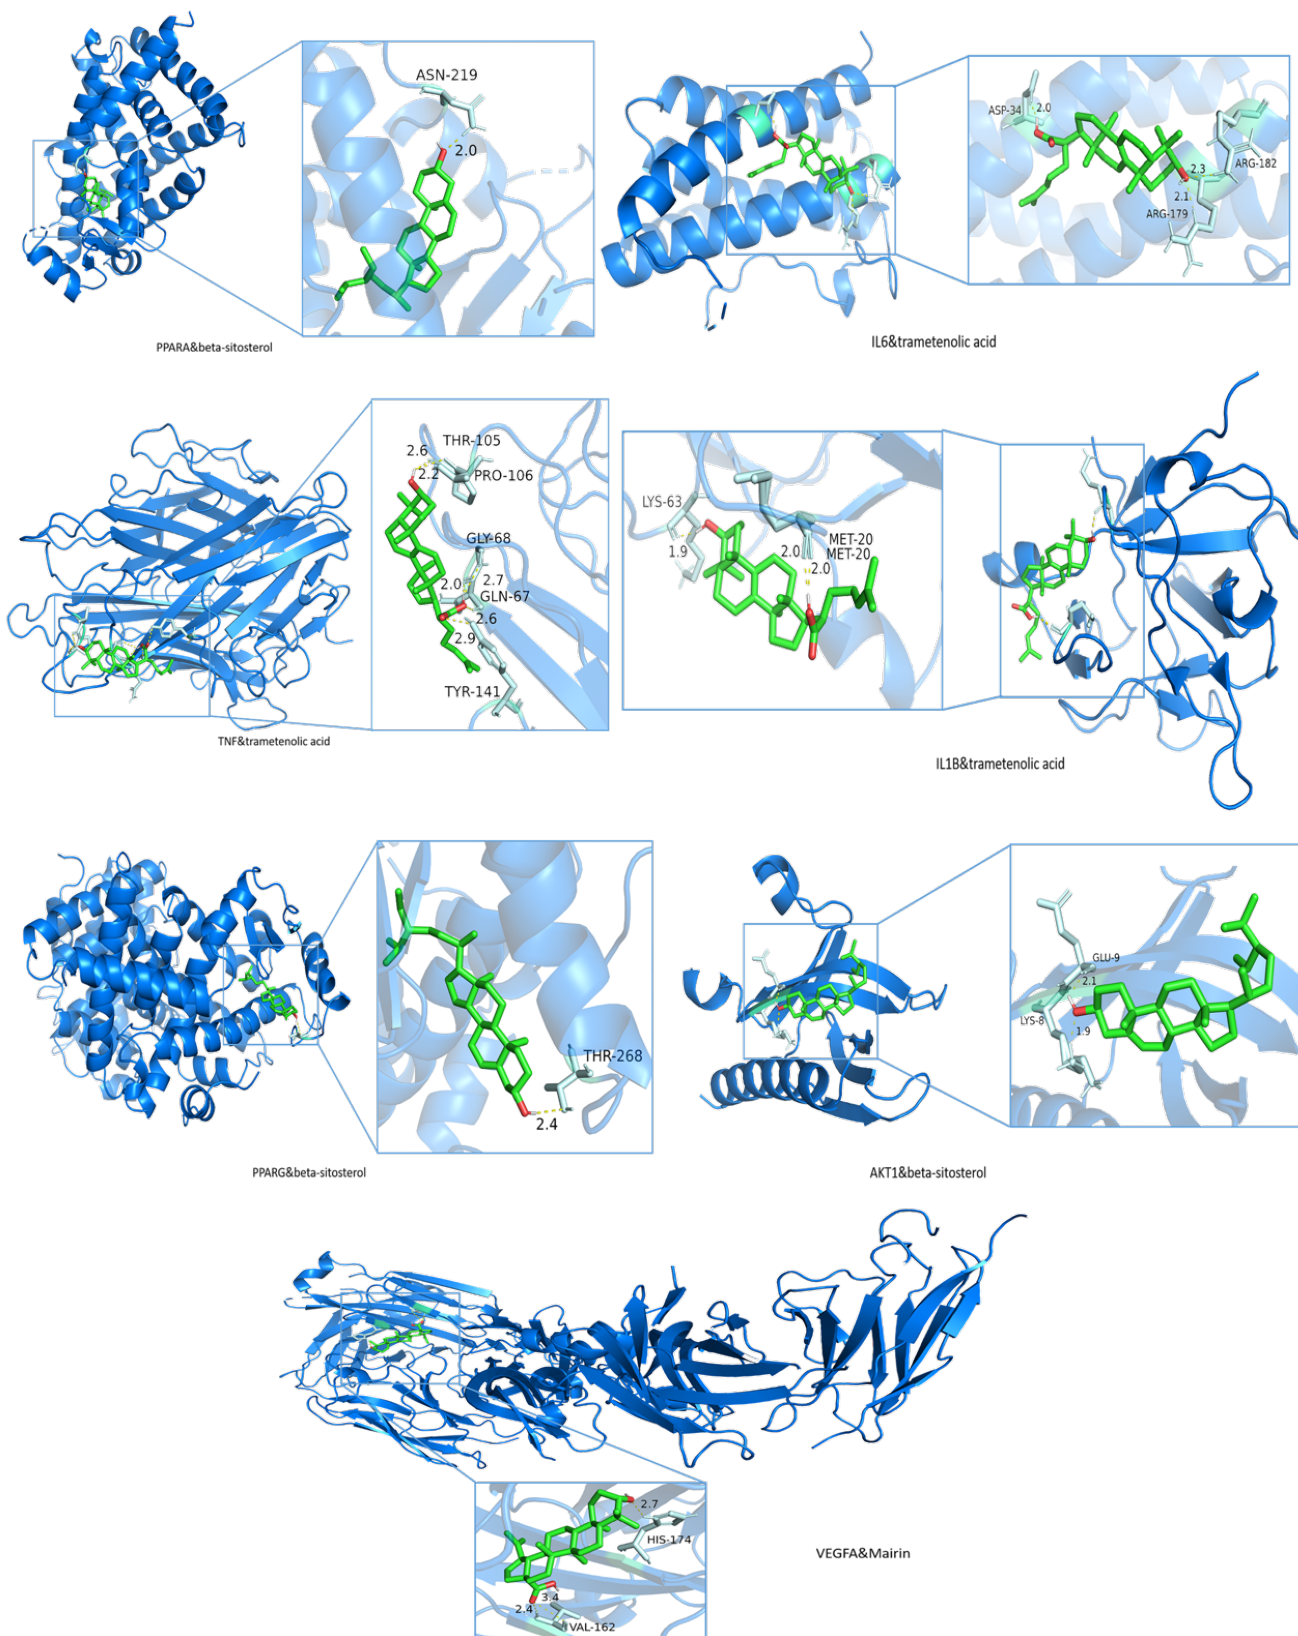 ASN-219
2.0
PPARA&beta-sitosterol
ASP-34
2.0
ARG-182
2.3
2.1
ARG-179
IL6&trametenolic acid
THR-105
2.6
2.2
PRO-106
GLY-68
2.0
2.7
GLN-67
2.6
2.9
TYR-141
TNF&trametenolic acid
LYS-63
1.9
MET-20
2.0
MET-20
2.0
IL1B&trametenolic acid
THR-268
2.4
PPARG&beta-sitosterol
GLU-9
2.1
LYS-8
1.9
AKT1&beta-sitosterol
2.7
HIS-174
3.4
2.4
VAL-162
VEGFA&Mairin